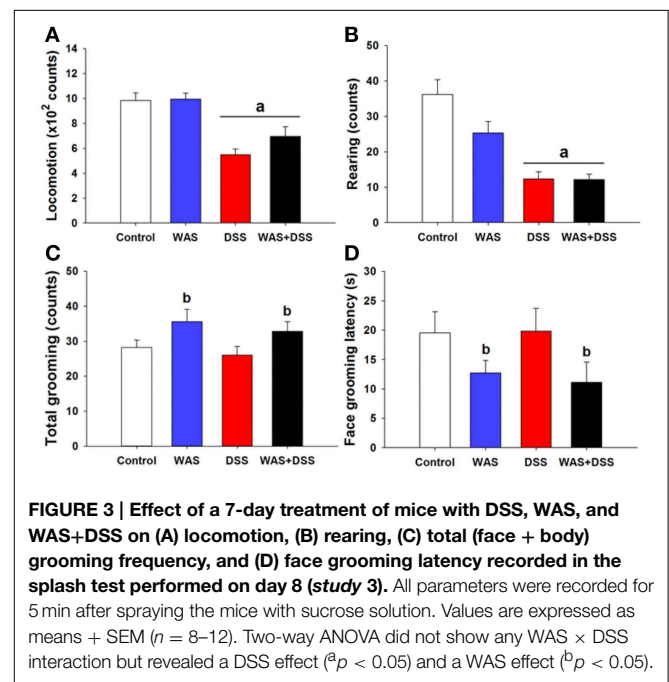 A
B
14
12
10
8
6
4
2
0
Locomotion (x10² counts)
a
Control WAS DSS WAS+DSS
50
40
30
20
10
0
Rearing (counts)
a
Control WAS DSS WAS+DSS
C
D
50
40
30
20
10
0
Total grooming (counts)
b
b
Control WAS DSS WAS+DSS
30
25
20
15
10
5
0
Face grooming latency (s)
b
b
Control WAS DSS WAS+DSS
FIGURE 3 | Effect of a 7-day treatment of mice with DSS, WAS, and
WAS+DSS on (A) locomotion, (B) rearing, (C) total (face + body)
grooming frequency, and (D) face grooming latency recorded in the
splash test performed on day 8 (study 3). All parameters were recorded for
5 min after spraying the mice with sucrose solution. Values are expressed as
means + SEM (n = 8–12). Two-way ANOVA did not show any WAS × DSS
interaction but revealed a DSS effect (ᵃp < 0.05) and a WAS effect (ᵇp < 0.05).